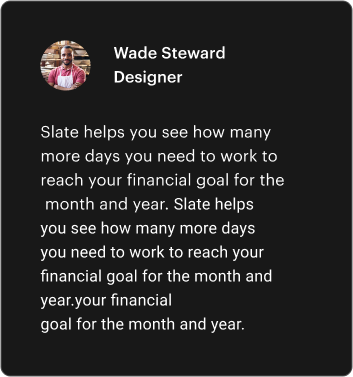 Wade Steward
Designer
Slate helps you see how many
more days you need to work to
reach your financial goal for the
month and year. Slate helps
you see how many more days
you need to work to reach your
financial goal for the month and
year.your financial
goal for the month and year.